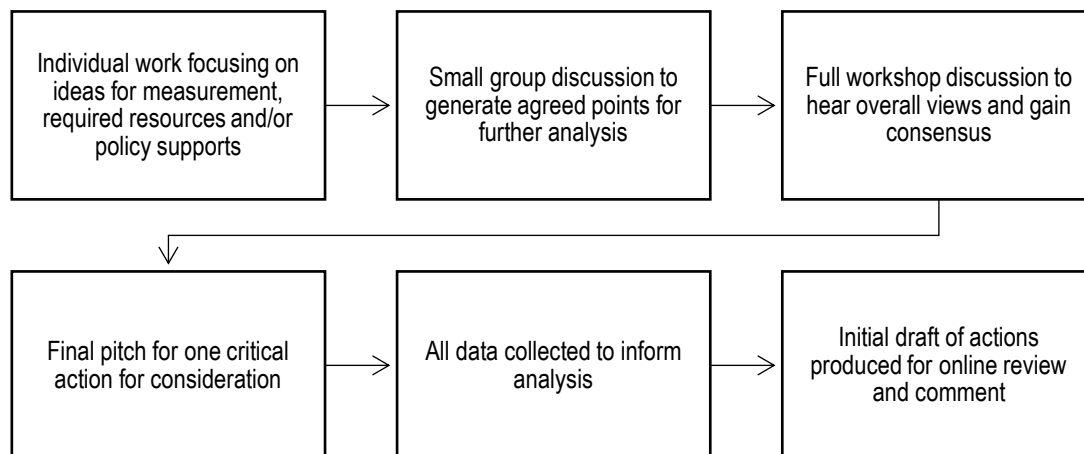 Individual work focusing on
ideas for measurement,
required resources and/or
policy supports
Small group discussion to
generate agreed points for
further analysis
Full workshop discussion to
hear overall views and gain
consensus
Final pitch for one critical
action for consideration
All data collected to inform
analysis
Initial draft of actions
produced for online review
and comment